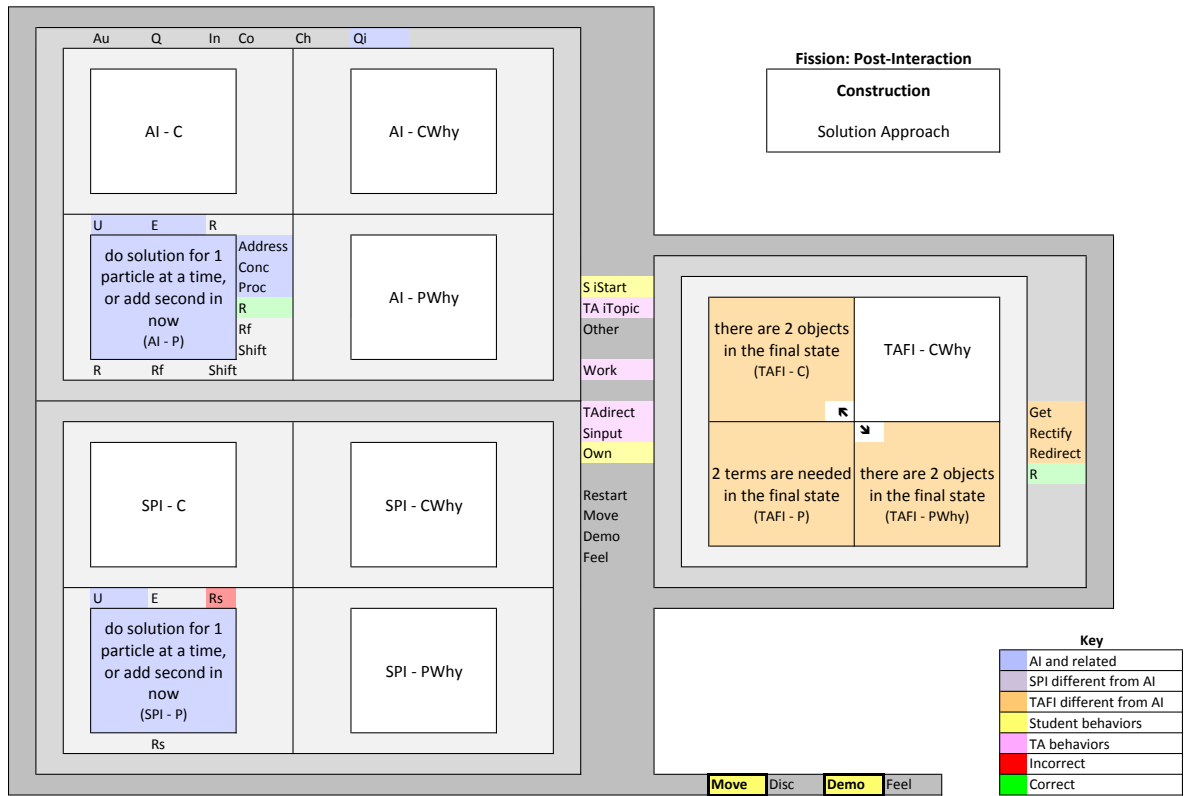 Au Q In Co Ch Qi
Fission: Post-Interaction
Construction
Solution Approach
AI - C
AI - CWhy
U E R
do solution for 1
particle at a time,
or add second in
now
(AI - P)
Address
Conc
Proc
R
Rf
Shift
AI - PWhy
R Rf Shift
S iStart
TA iTopic
Other
Work
TAdirect
Sinput
Own
Restart
Move
Demo
Feel
there are 2 objects
in the final state
(TAFI - C)
TAFI - CWhy
2 terms are needed
in the final state
(TAFI - P)
there are 2 objects
in the final state
(TAFI - PWhy)
Get
Rectify
Redirect
R
SPI - C
SPI - CWhy
U E Rs
do solution for 1
particle at a time,
or add second in
now
(SPI - P)
SPI - PWhy
Rs
Key
AI and related
SPI different from AI
TAFI different from AI
Student behaviors
TA behaviors
Incorrect
Correct
Move Disc Demo Feel